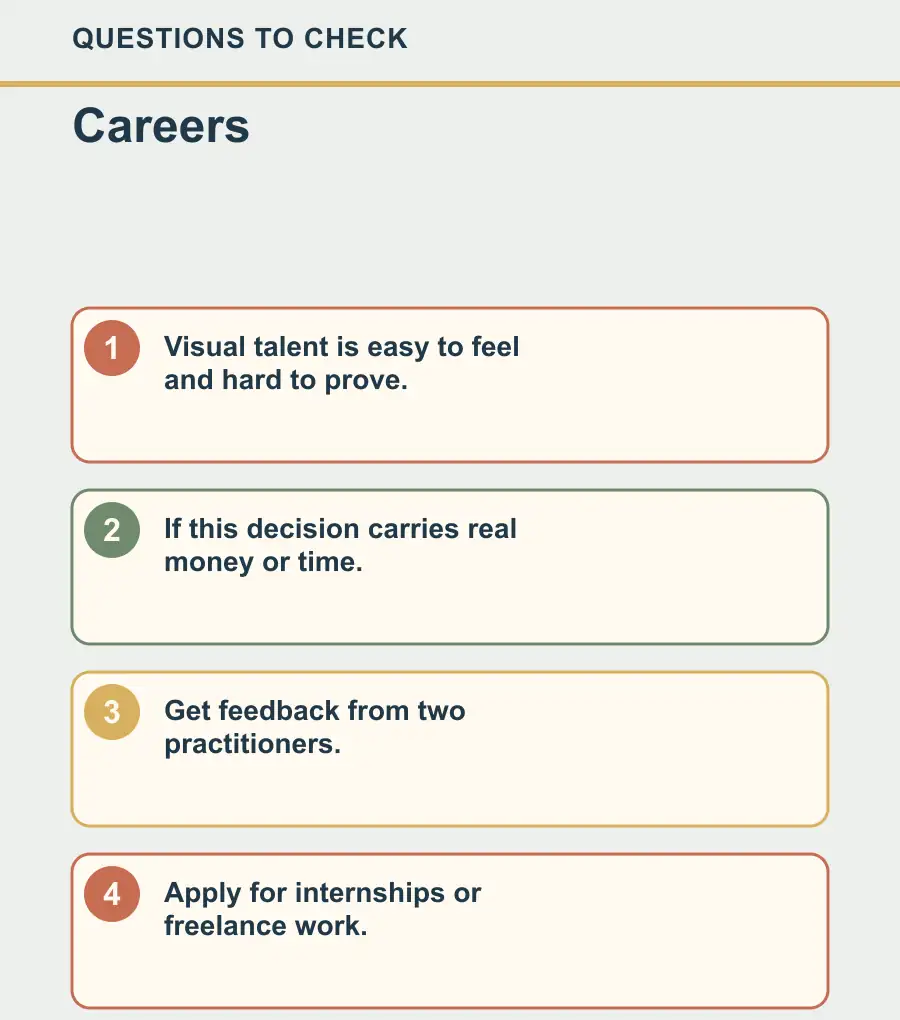 QUESTIONS TO CHECK
Careers
1
Visual talent is easy to feel
and hard to prove.
2
If this decision carries real
money or time.
3
Get feedback from two
practitioners.
4
Apply for internships or
freelance work.